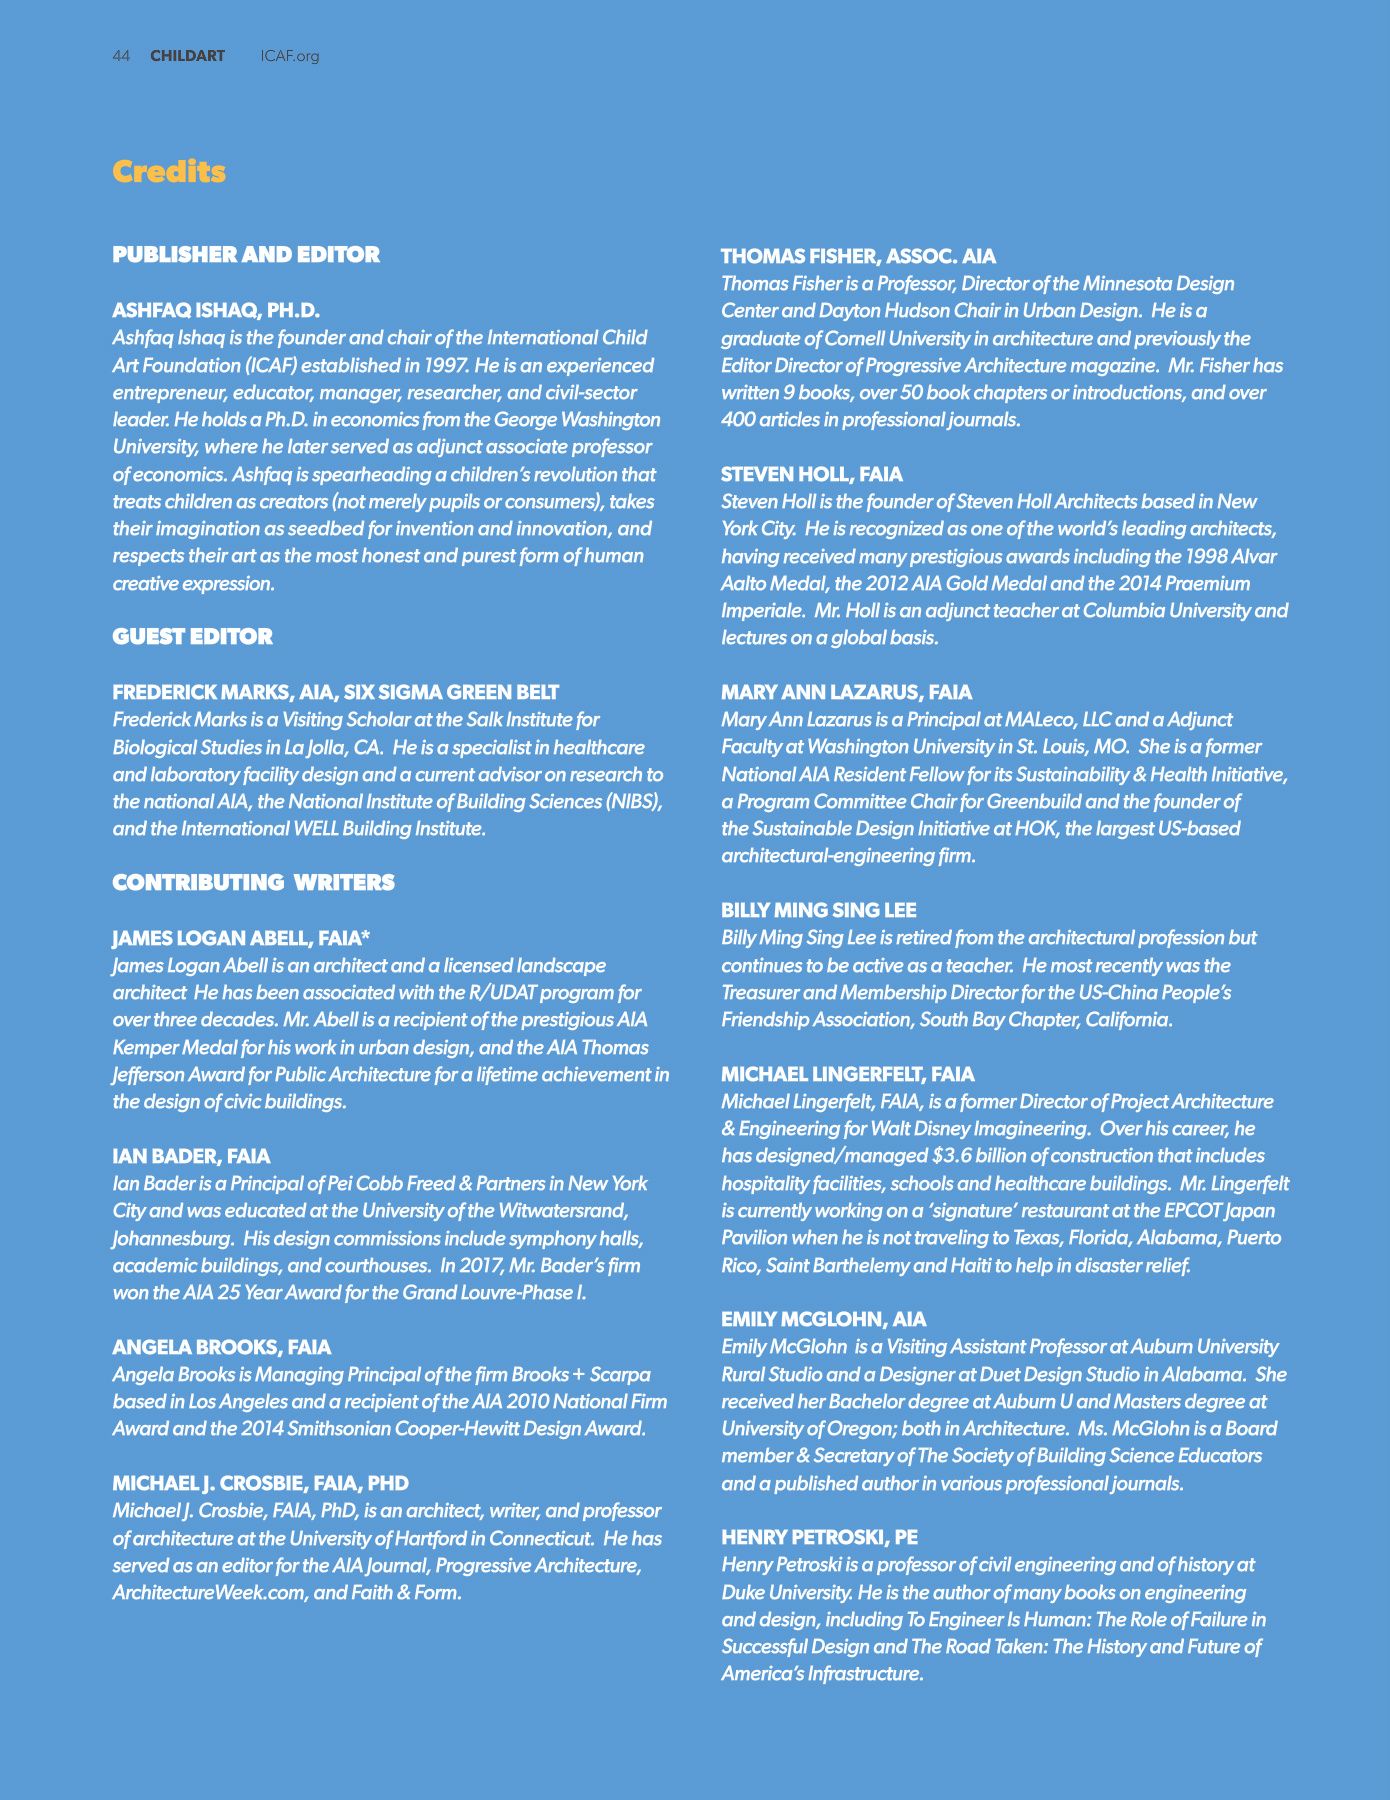 44 CHILDART ICAF.org
Credits
PUBLISHER AND EDITOR
ASHFAQ ISHAQ, PH.D.
Ashfaq Ishaq is the founder and chair of the International Child
Art Foundation (ICAF) established in 1997. He is an experienced
entrepreneur, educator, manager, researcher, and civil-sector
leader. He holds a Ph.D. in economics from the George Washington
University, where he later served as adjunct associate professor
of economics. Ashfaq is spearheading a children's revolution that
treats children as creators (not merely pupils or consumers), takes
their imagination as seedbed for invention and innovation, and
respects their art as the most honest and purest form of human
creative expression.
GUEST EDITOR
FREDERICK MARKS, AIA, SIX SIGMA GREEN BELT
Frederick Marks is a Visiting Scholar at the Salk Institute for
Biological Studies in La Jolla, CA. He is a specialist in healthcare
and laboratory facility design and a current advisor on research to
the national AIA, the National Institute of Building Sciences (NIBS),
and the International WELL Building Institute.
CONTRIBUTING WRITERS
JAMES LOGAN ABELL, FAIA*
James Logan Abell is an architect and a licensed landscape
architect He has been associated with the R/UDAT program for
over three decades. Mr. Abell is a recipient of the prestigious AIA
Kemper Medal for his work in urban design, and the AIA Thomas
Jefferson Award for Public Architecture for a lifetime achievement in
the design of civic buildings.
IAN BADER, FAIA
Ian Bader is a Principal of Pei Cobb Freed & Partners in New York
City and was educated at the University of the Witwatersrand,
Johannesburg. His design commissions include symphony halls,
academic buildings, and courthouses. In 2017, Mr. Bader's firm
won the AIA 25 Year Award for the Grand Louvre-Phase I.
ANGELA BROOKS, FAIA
Angela Brooks is Managing Principal of the firm Brooks + Scarpa
based in Los Angeles and a recipient of the AIA 2010 National Firm
Award and the 2014 Smithsonian Cooper-Hewitt Design Award.
MICHAEL J. CROSBIE, FAIA, PHD
Michael J. Crosbie, FAIA, PhD, is an architect, writer, and professor
of architecture at the University of Hartford in Connecticut. He has
served as an editor for the AIA Journal, Progressive Architecture,
ArchitectureWeek.com, and Faith & Form.
THOMAS FISHER, ASSOC. AIA
Thomas Fisher is a Professor, Director of the Minnesota Design
Center and Dayton Hudson Chair in Urban Design. He is a
graduate of Cornell University in architecture and previously the
Editor Director of Progressive Architecture magazine. Mr. Fisher has
written 9 books, over 50 book chapters or introductions, and over
400 articles in professional journals.
STEVEN HOLL, FAIA
Steven Holl is the founder of Steven Holl Architects based in New
York City. He is recognized as one of the world's leading architects,
having received many prestigious awards including the 1998 Alvar
Aalto Medal, the 2012 AIA Gold Medal and the 2014 Praemium
Imperiale. Mr. Holl is an adjunct teacher at Columbia University and
lectures on a global basis.
MARY ANN LAZARUS, FAIA
Mary Ann Lazarus is a Principal at MALeco, LLC and a Adjunct
Faculty at Washington University in St. Louis, MO. She is a former
National AIA Resident Fellow for its Sustainability & Health Initiative,
a Program Committee Chair for Greenbuild and the founder of
the Sustainable Design Initiative at HOK, the largest US-based
architectural-engineering firm.
BILLY MING SING LEE
Billy Ming Sing Lee is retired from the architectural profession but
continues to be active as a teacher. He most recently was the
Treasurer and Membership Director for the US-China People's
Friendship Association, South Bay Chapter, California.
MICHAEL LINGERFELT, FAIA
Michael Lingerfelt, FAIA, is a former Director of Project Architecture
& Engineering for Walt Disney Imagineering. Over his career, he
has designed/managed $3.6 billion of construction that includes
hospitality facilities, schools and healthcare buildings. Mr. Lingerfelt
is currently working on a 'signature' restaurant at the EPCOT Japan
Pavilion when he is not traveling to Texas, Florida, Alabama, Puerto
Rico, Saint Barthelemy and Haiti to help in disaster relief.
EMILY MCGLOHN, AIA
Emily McGlohn is a Visiting Assistant Professor at Auburn University
Rural Studio and a Designer at Duet Design Studio in Alabama. She
received her Bachelor degree at Auburn U and Masters degree at
University of Oregon; both in Architecture. Ms. McGlohn is a Board
member & Secretary of The Society of Building Science Educators
and a published author in various professional journals.
HENRY PETROSKI, PE
Henry Petroski is a professor of civil engineering and of history at
Duke University. He is the author of many books on engineering
and design, including To Engineer Is Human: The Role of Failure in
Successful Design and The Road Taken: The History and Future of
America's Infrastructure.